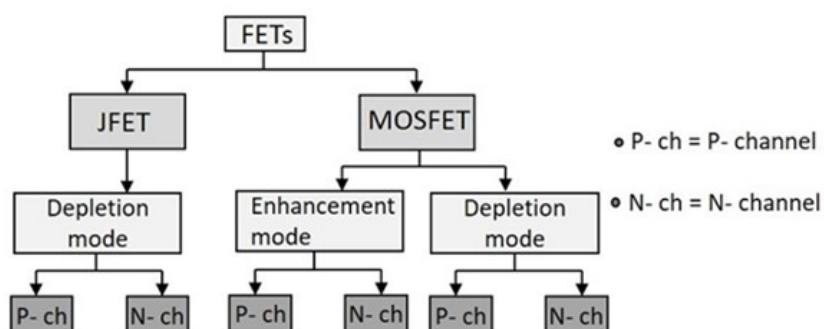 FETs
JFET
MOSFET
P- ch = P- channel
N- ch = N- channel
Depletion
mode
Enhancement
mode
Depletion
mode
P- ch
N- ch
P- ch
N- ch
P- ch
N- ch